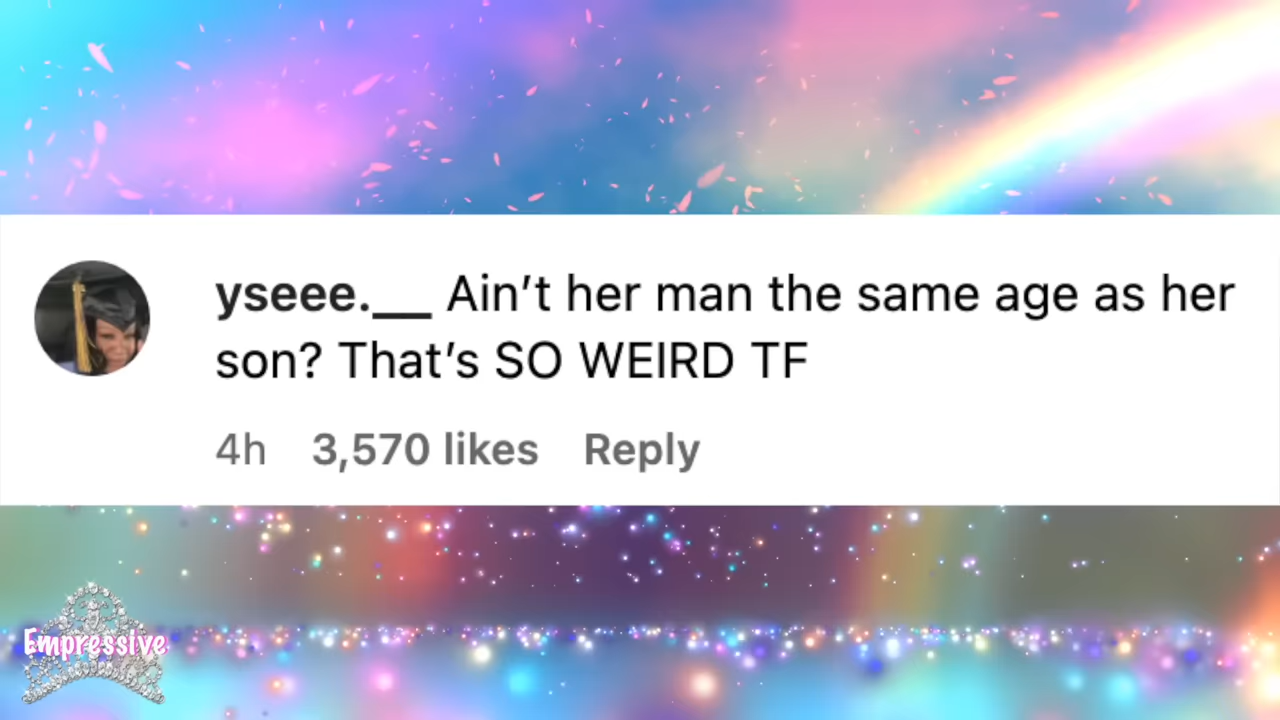 yseee.__ Ain’t her man the same age as her
son? That’s SO WEIRD TF
4h 3,570 likes Reply
Empressive